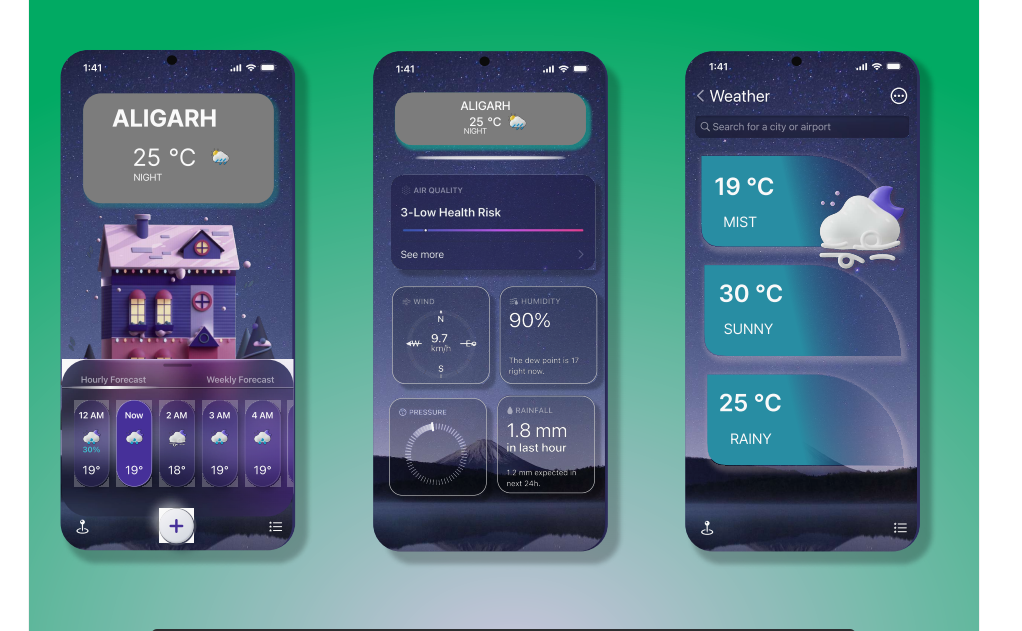 1:41
ALIGARH
25 °C
NIGHT
Hourly Forecast Weekly Forecast
12 AM Now 2 AM 3 AM 4 AM
30%
19° 19° 18° 19° 19°
1:41
ALIGARH
25 °C
NIGHT
AIR QUALITY
3-Low Health Risk
See more
WIND
N
W 9.7 E
km/h
S
HUMIDITY
90%
The dew point is 17
right now.
PRESSURE
RAINFALL
1.8 mm
in last hour
1.2 mm expected in
next 24h.
1:41
Weather
Search for a city or airport
19 °C
MIST
30 °C
SUNNY
25 °C
RAINY